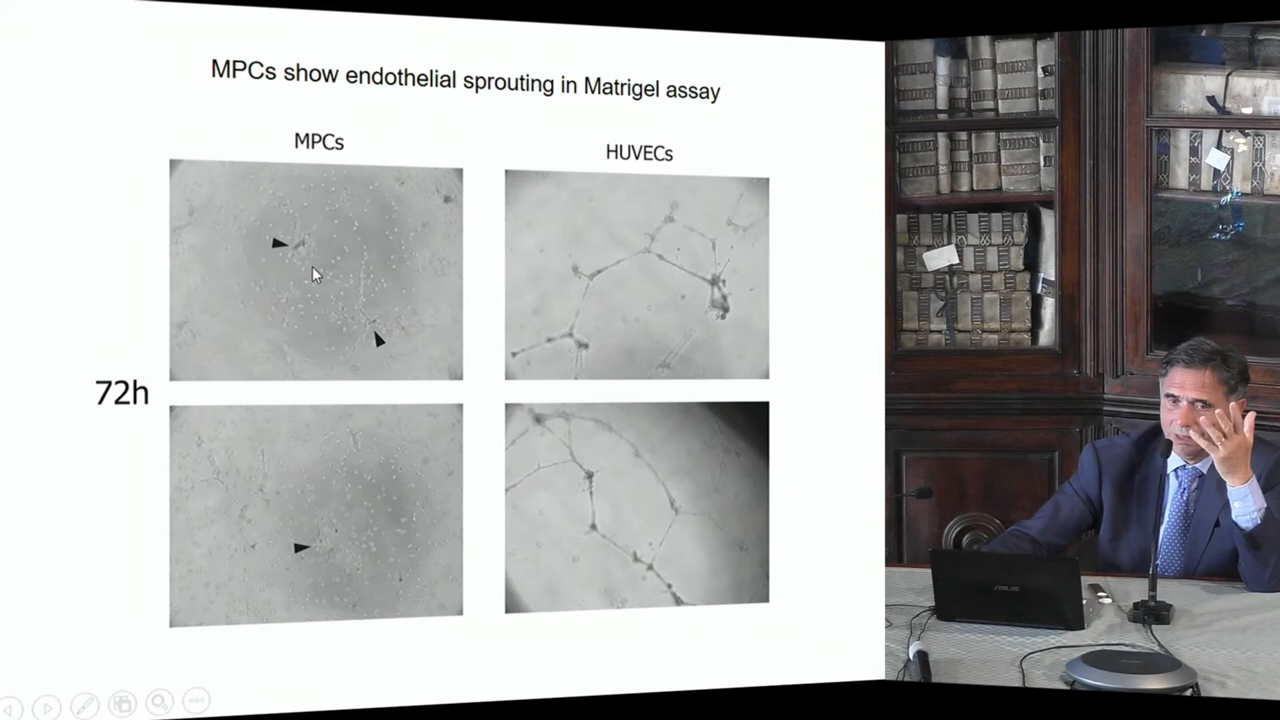 MPCs show endothelial sprouting in Matrigel assay
MPCs
HUVECs
72h
ASUS